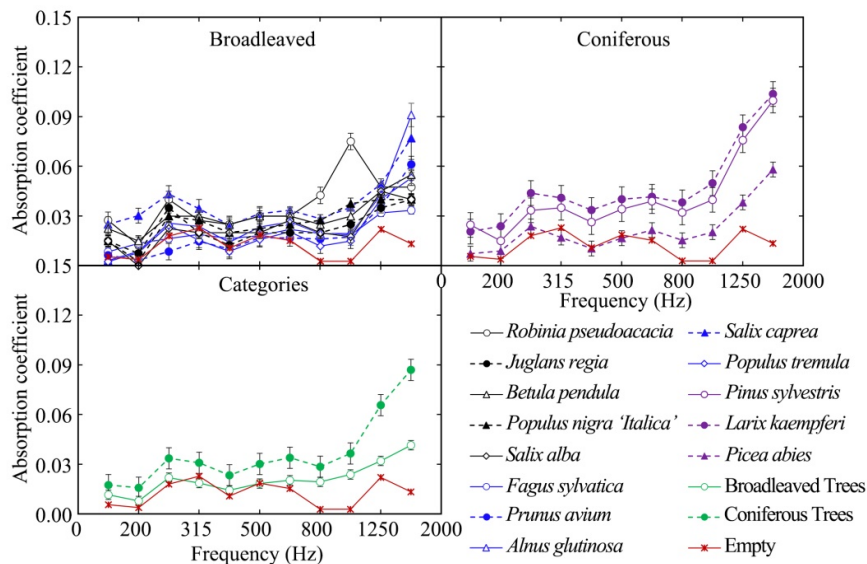 Broadleaved
Coniferous
Absorption coefficient
0.15
0.12
0.09
0.06
0.03
0.15
0.12
0.09
0.06
0.03
0.00
Absorption coefficient
Categories
0 200 315 500 800 1250 2000
Frequency (Hz)
0 200 315 500 800 1250 2000
Frequency (Hz)
Robinia pseudoacacia
Juglans regia
Betula pendula
Populus nigra ‘Italica’
Salix alba
Fagus sylvatica
Prunus avium
Alnus glutinosa
Salix caprea
Populus tremula
Pinus sylvestris
Larix kaempferi
Picea abies
Broadleaved Trees
Coniferous Trees
Empty